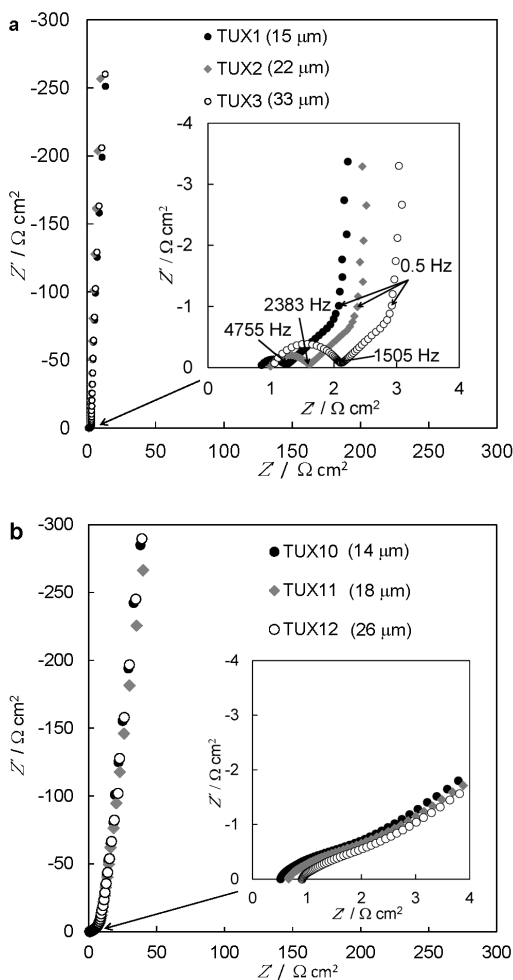 a
TUX1 (15 μm)
TUX2 (22 μm)
TUX3 (33 μm)
-300
-250
-200
-150
-100
-50
0
Z'' / Ω cm²
0 50 100 150 200 250 300
Z' / Ω cm²
-4
-3
-2
-1
0
Z'' / Ω cm²
0 1 2 3 4
Z' / Ω cm²
0.5 Hz
2383 Hz
4755 Hz
1505 Hz
b
TUX10 (14 μm)
TUX11 (18 μm)
TUX12 (26 μm)
-300
-250
-200
-150
-100
-50
0
Z'' / Ω cm²
0 50 100 150 200 250 300
Z' / Ω cm²
-4
-3
-2
-1
0
Z'' / Ω cm²
0 1 2 3 4
Z' / Ω cm²